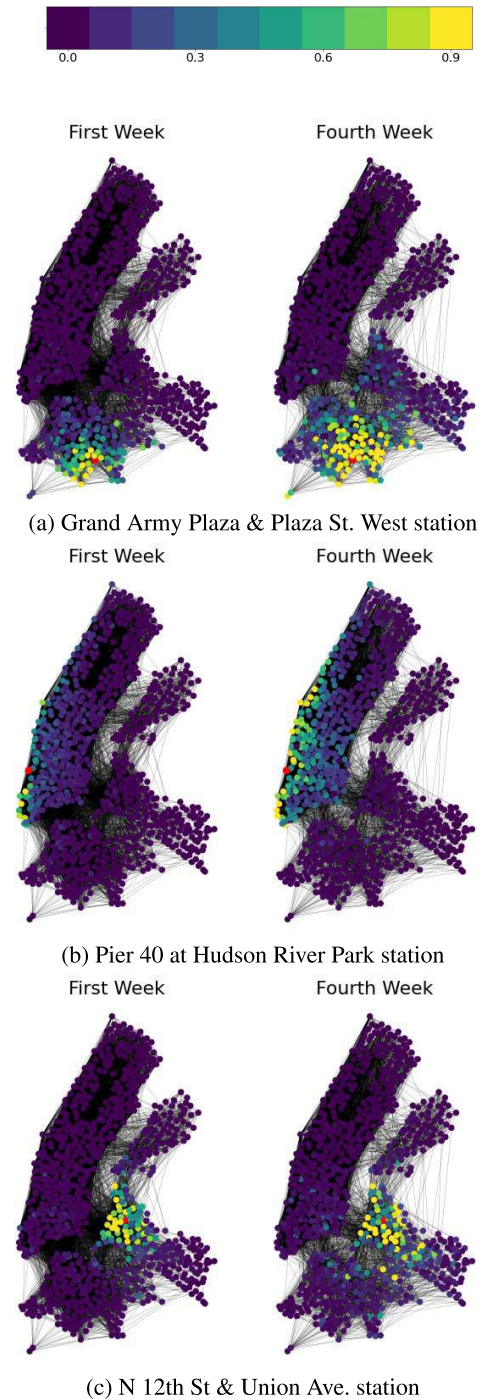 0.0 0.3 0.6 0.9
First Week Fourth Week
(a) Grand Army Plaza & Plaza St. West station
First Week Fourth Week
(b) Pier 40 at Hudson River Park station
First Week Fourth Week
(c) N 12th St & Union Ave. station